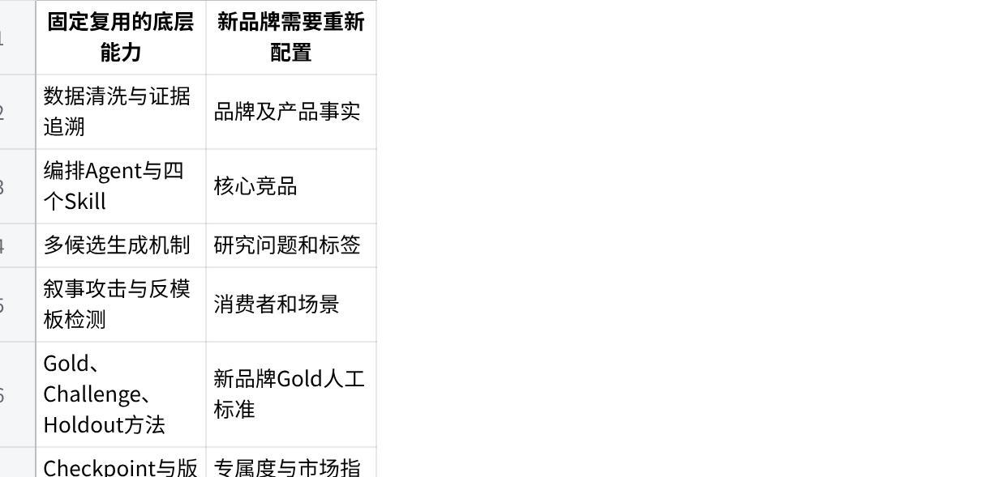 固定复用的底层
能力
新品牌需要重新
配置
数据清洗与证据
追溯
品牌及产品事实
编排Agent与四
个Skill
核心竞品
多候选生成机制
研究问题和标签
叙事攻击与反模
板检测
消费者和场景
Gold、
Challenge、
Holdout方法
新品牌Gold人工
标准
Checkpoint与版
专属度与市场指